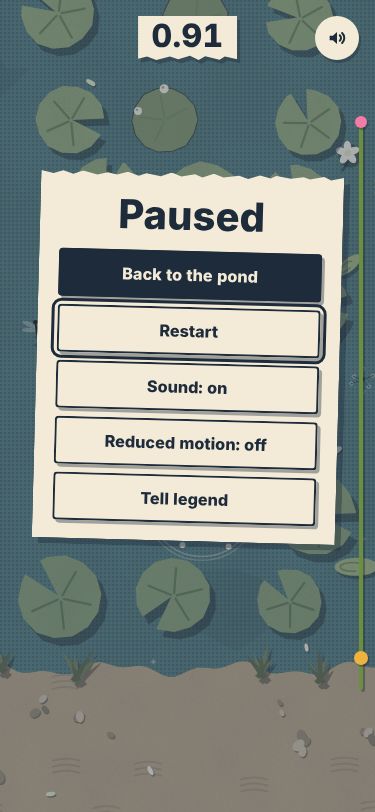 0.91
Paused
Back to the pond
Restart
Sound: on
Reduced motion: off
Tell legend